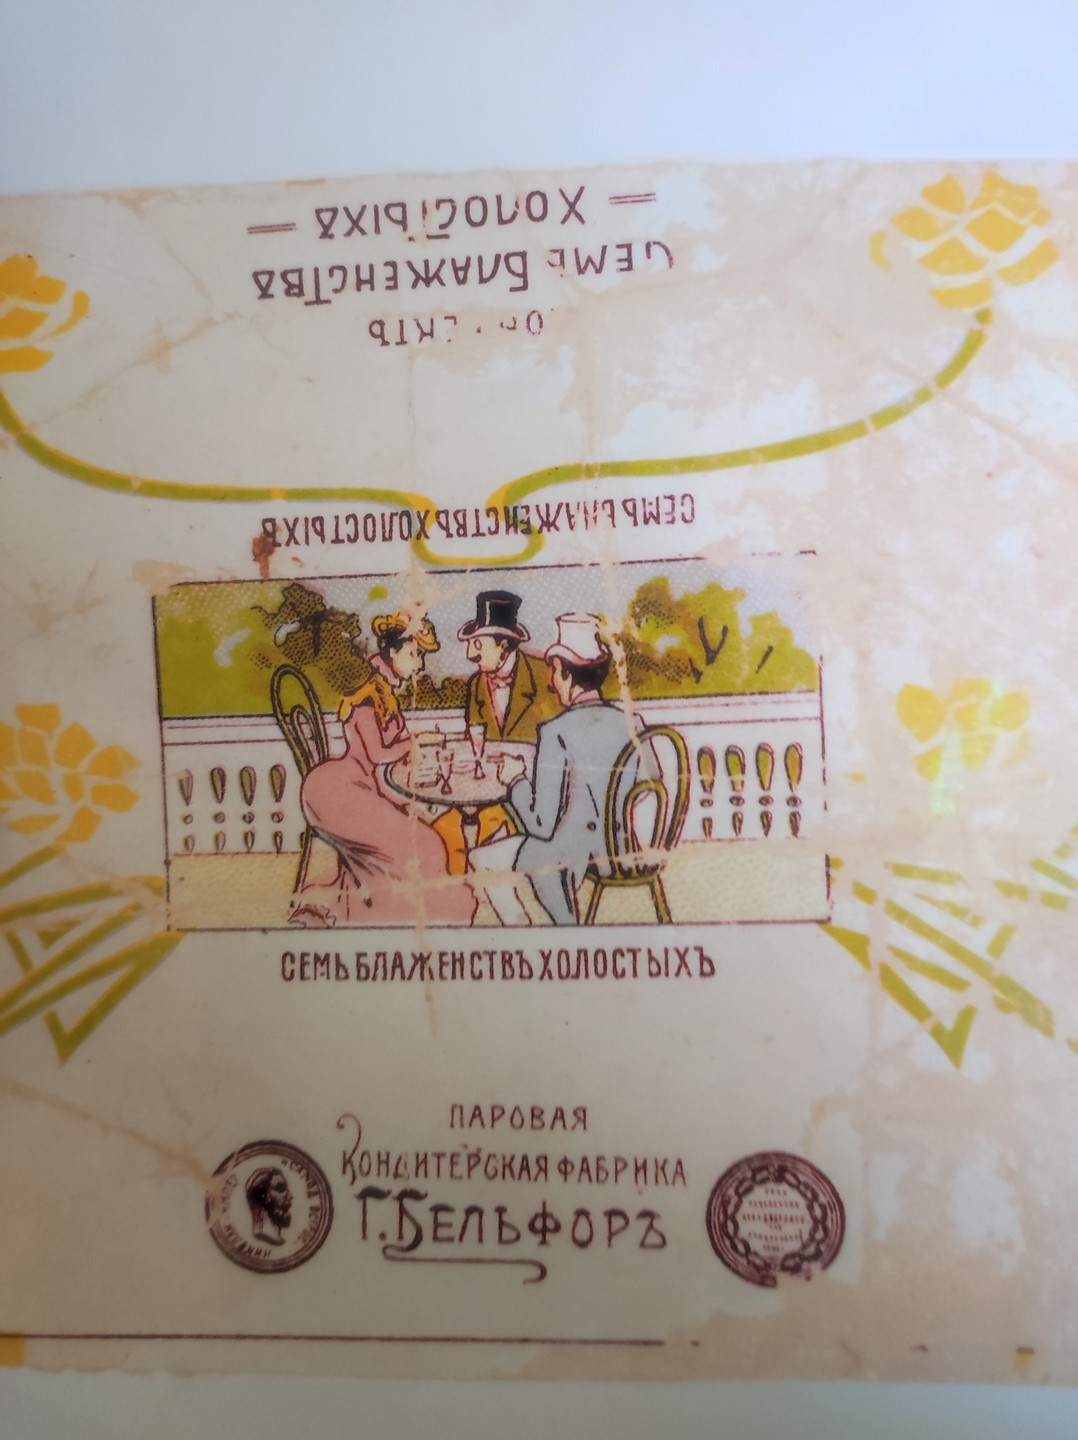 СЕМЬ БЛАЖЕНСТВЪ ХОЛОСТЫХЪ
СЕМЬ БЛАЖЕНСТВЪ
— ХОЛОСТЫХЪ —
СЕМЬ БЛАЖЕНСТВЪ ХОЛОСТЫХЪ
ПАРОВАЯ
КОНДИТЕРСКАЯ ФАБРИКА
Г. БЕЛЬФОРЪ